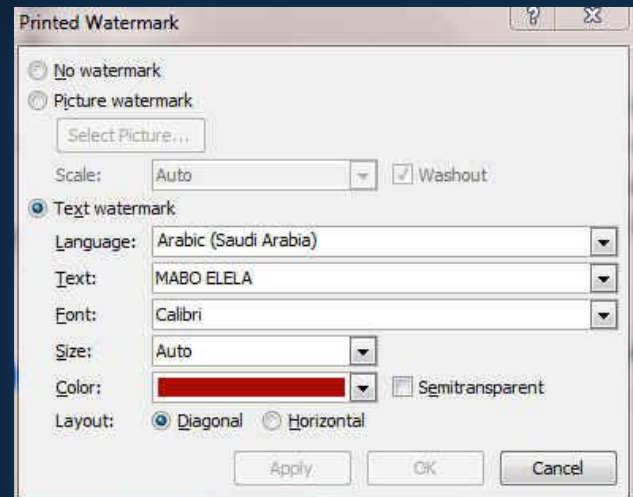 Printed Watermark
No watermark
Picture watermark
Select Picture...
Scale: Auto Washout
Text watermark
Language: Arabic (Saudi Arabia)
Text: MABO ELELA
Font: Calibri
Size: Auto
Color: Semitransparent
Layout: Diagonal Horizontal
Apply OK Cancel